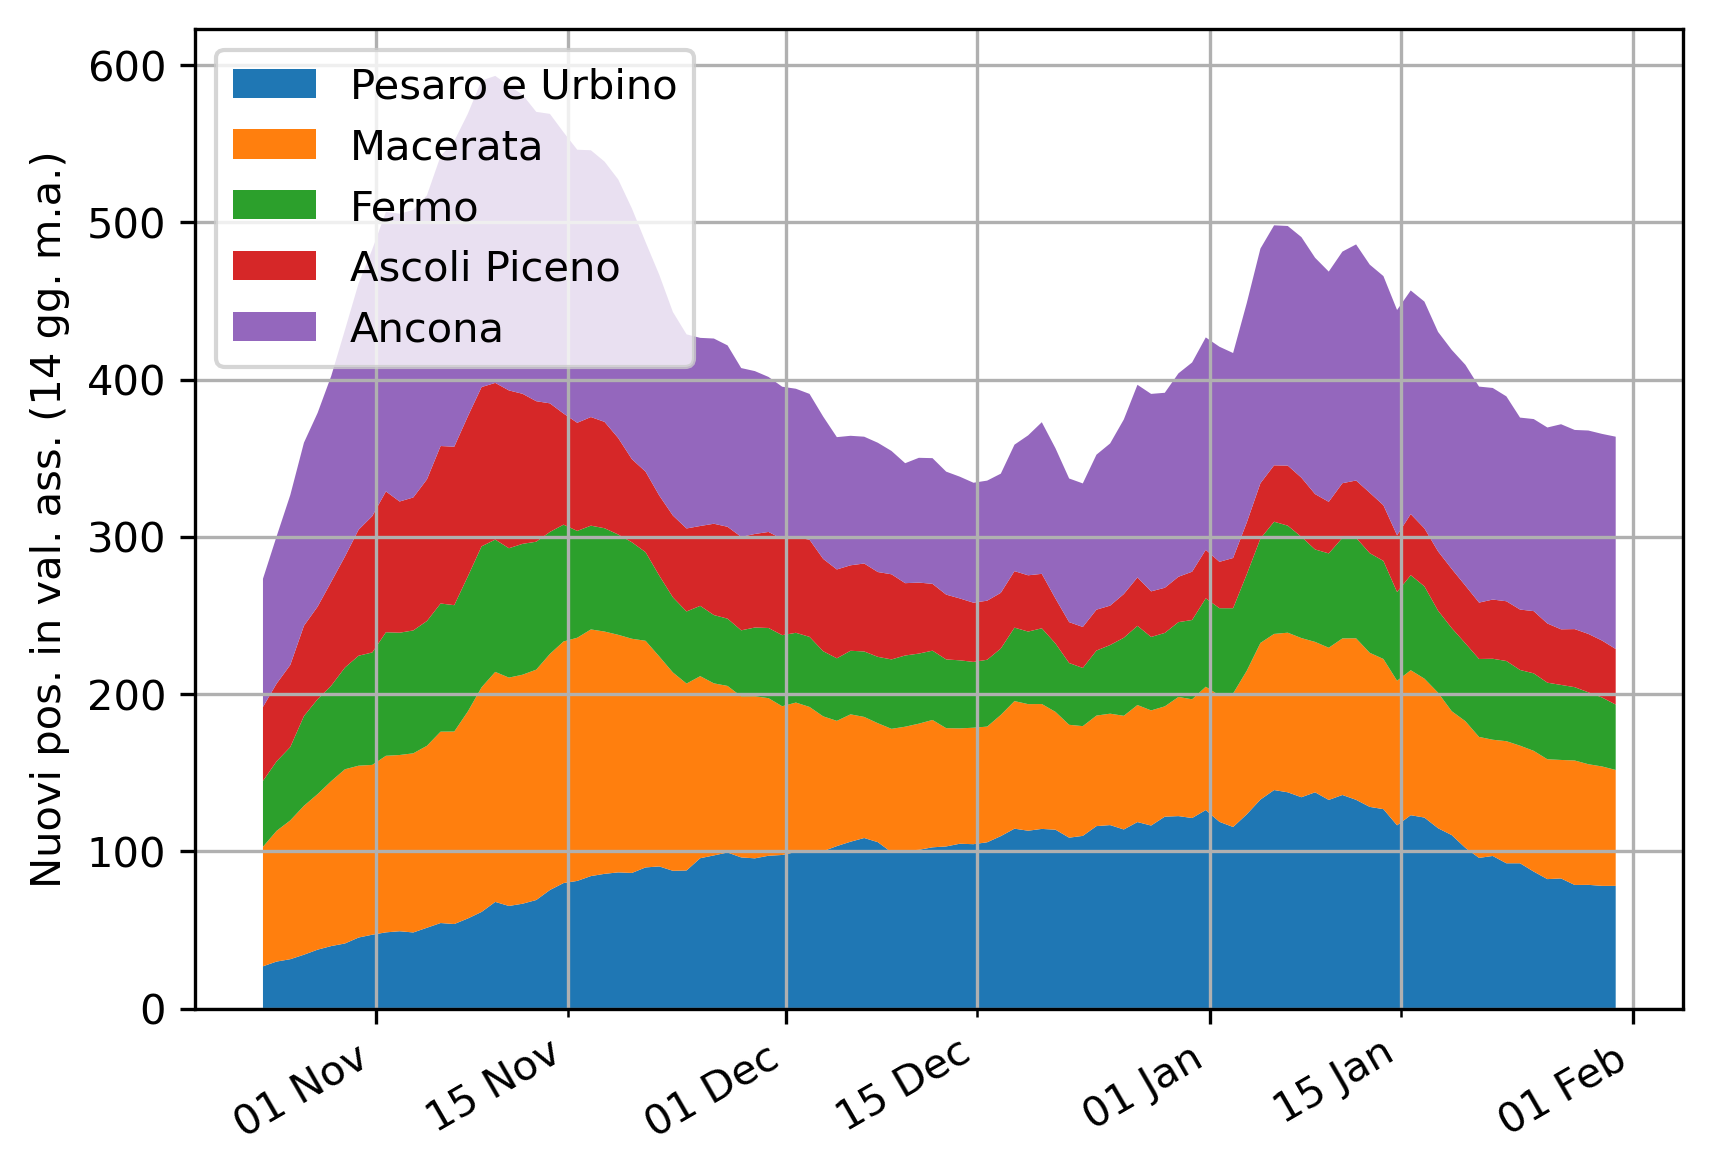 Nuovi pos. in val. ass. (14 gg. m.a.)
600
500
400
300
200
100
0
Pesaro e Urbino
Macerata
Fermo
Ascoli Piceno
Ancona
01 Nov
15 Nov
01 Dec
15 Dec
01 Jan
15 Jan
01 Feb